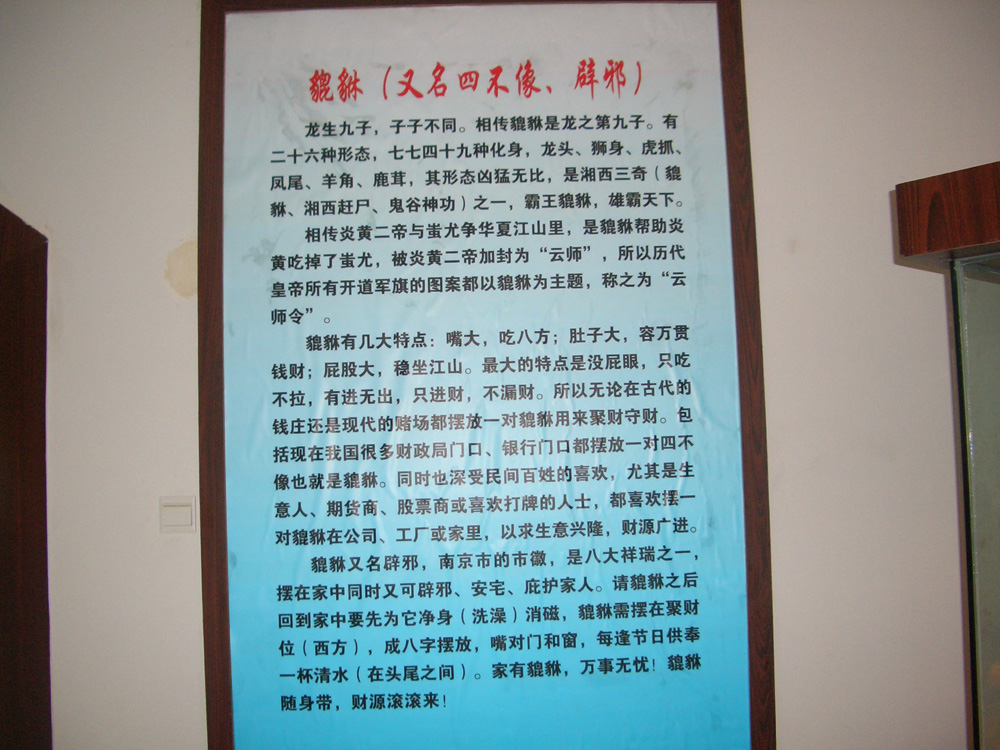 貔貅（又名四不像、辟邪）
龙生九子，子子不同。相传貔貅是龙之第九子。有
二十六种形态，七七四十九种化身，龙头、狮身、虎抓、
凤尾、羊角、鹿茸，其形态凶猛无比，是湘西三奇（貔
貅、湘西赶尸、鬼谷神功）之一，霸王貔貅，雄霸天下。
相传炎黄二帝与蚩尤争华夏江山里，是貔貅帮助炎
黄吃掉了蚩尤，被炎黄二帝加封为“云师”，所以历代
皇帝所有开道军旗的图案都以貔貅为主题，称之为“云
师令”。
貔貅有几大特点：嘴大，吃八方；肚子大，容万贯
钱财；屁股大，稳坐江山。最大的特点是没屁眼，只吃
不拉，有进无出，只进财，不漏财。所以无论在古代的
钱庄还是现代的赌场都摆放一对貔貅用来聚财守财。包
括现在我国很多财政局门口、银行门口都摆放一对四不
像也就是貔貅。同时也深受民间百姓的喜欢，尤其是生
意人、期货商、股票商或喜欢打牌的人士，都喜欢摆一
对貔貅在公司、工厂或家里，以求生意兴隆，财源广进。
貔貅又名辟邪，南京市的市徽，是八大祥瑞之一，
摆在家中同时又可辟邪、安宅、庇护家人。请貔貅之后
回到家中要先为它净身（洗澡）消磁，貔貅需摆在聚财
位（西方），成八字摆放，嘴对门和窗，每逢节日供奉
一杯清水（在头尾之间）。家有貔貅，万事无忧！貔貅
随身带，财源滚滚来！